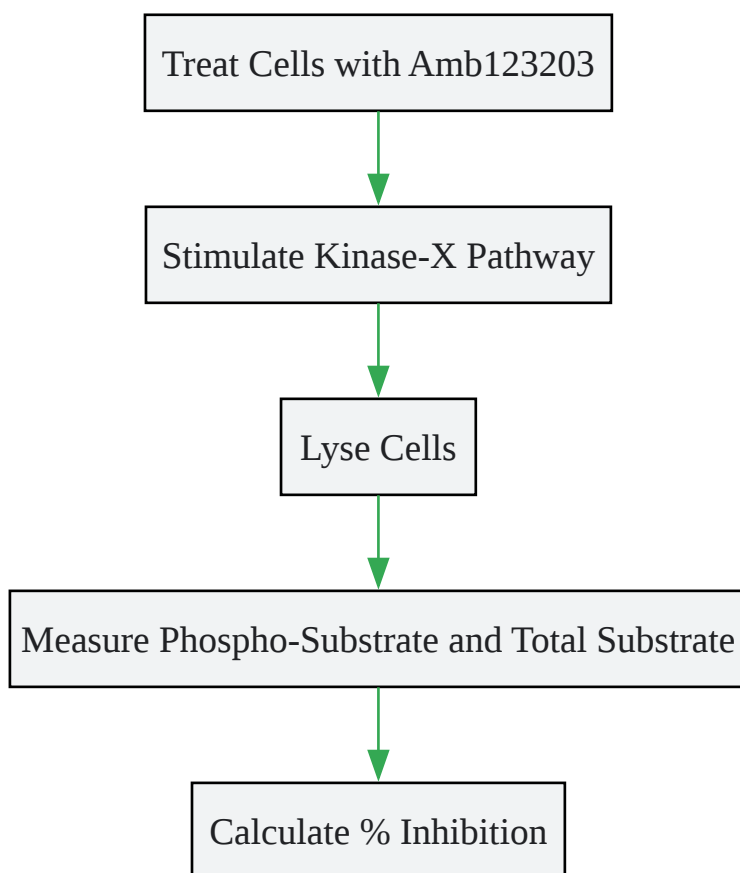 Treat Cells with Amb123203
Stimulate Kinase-X Pathway
Lyse Cells
Measure Phospho-Substrate and Total Substrate
Calculate % Inhibition